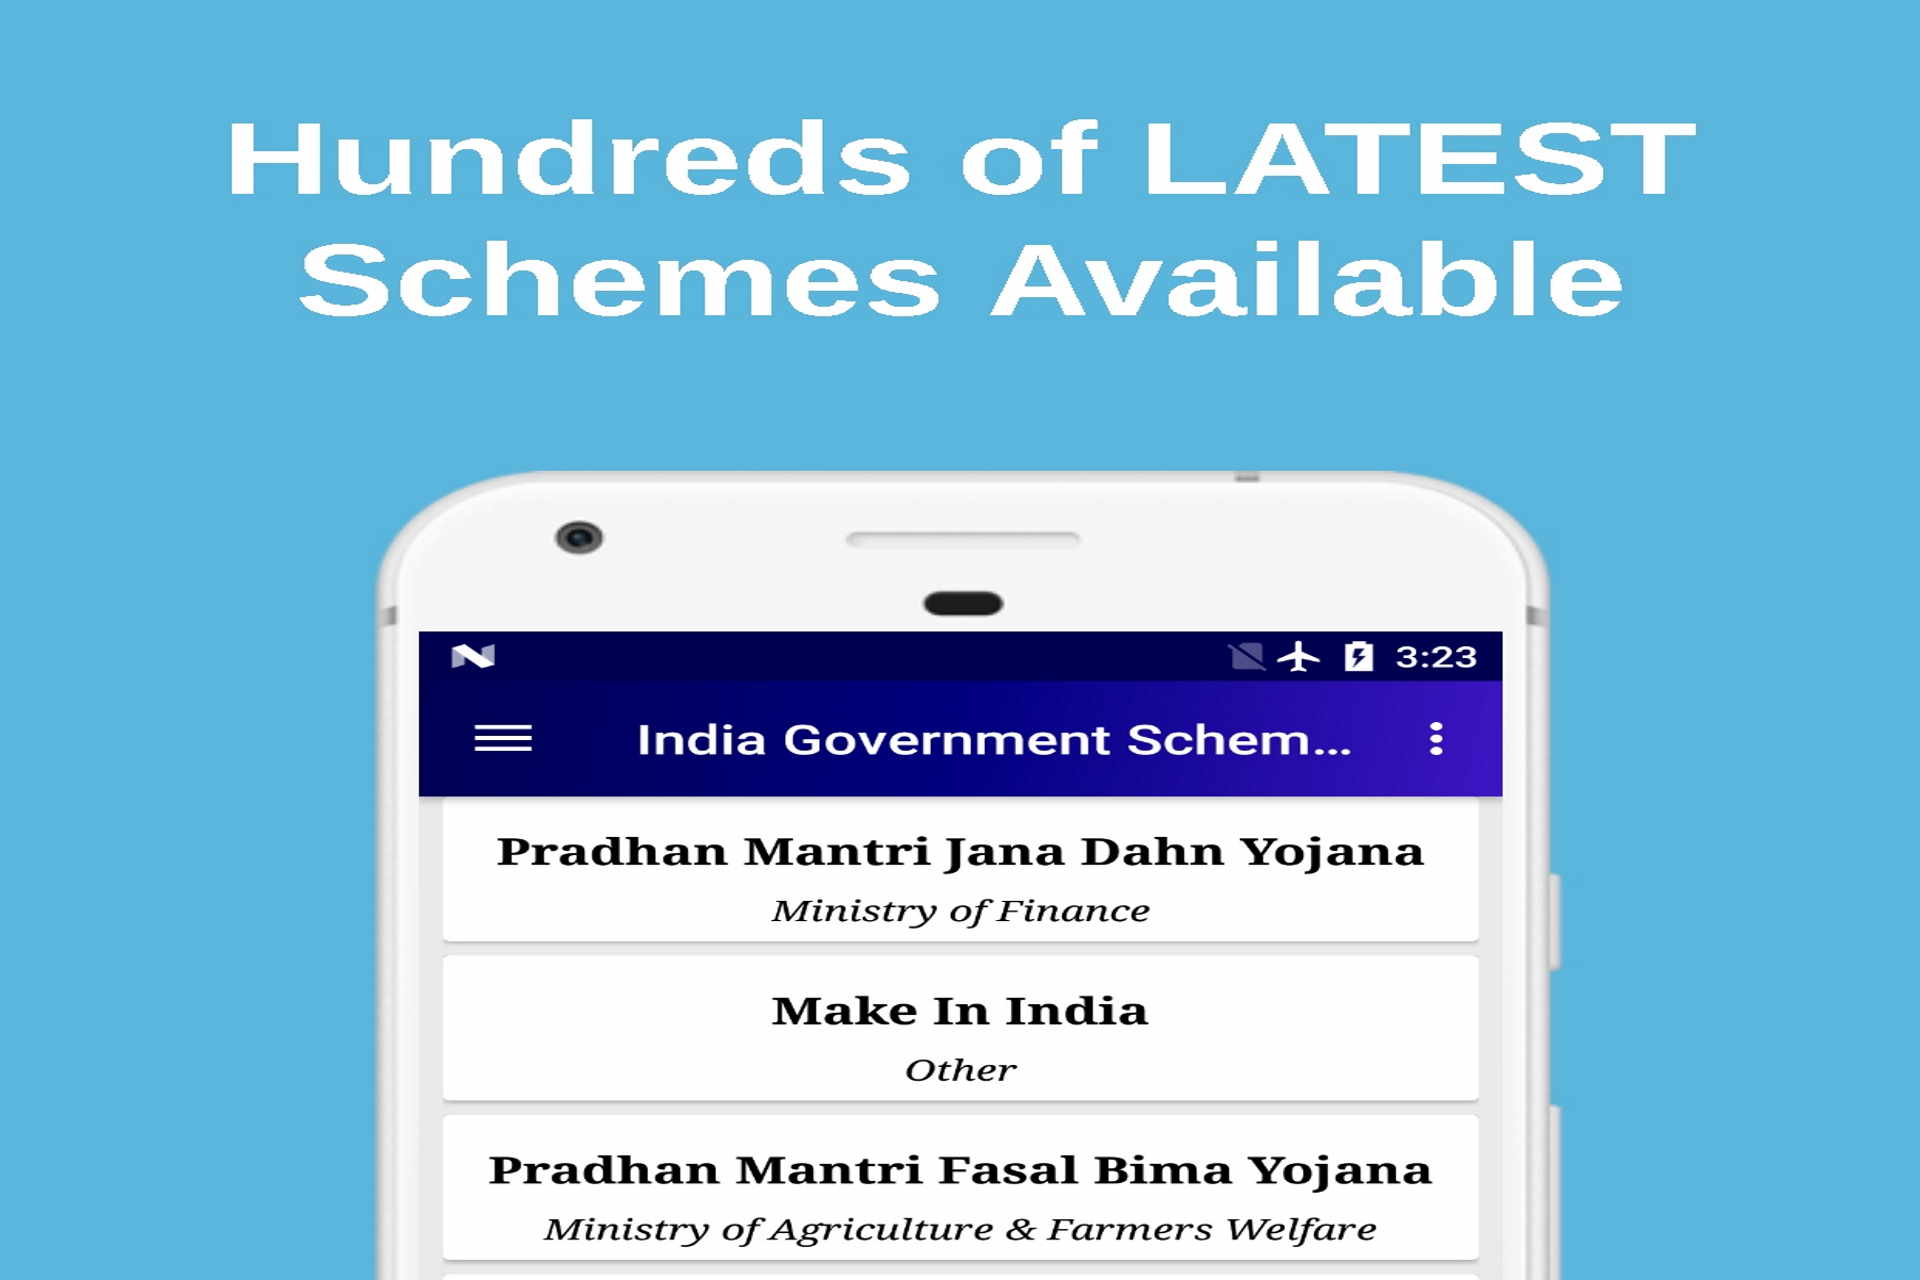 Hundreds of LATEST
Schemes Available
3:23
India Government Schem...
Pradhan Mantri Jana Dahn Yojana
Ministry of Finance
Make In India
Other
Pradhan Mantri Fasal Bima Yojana
Ministry of Agriculture & Farmers Welfare